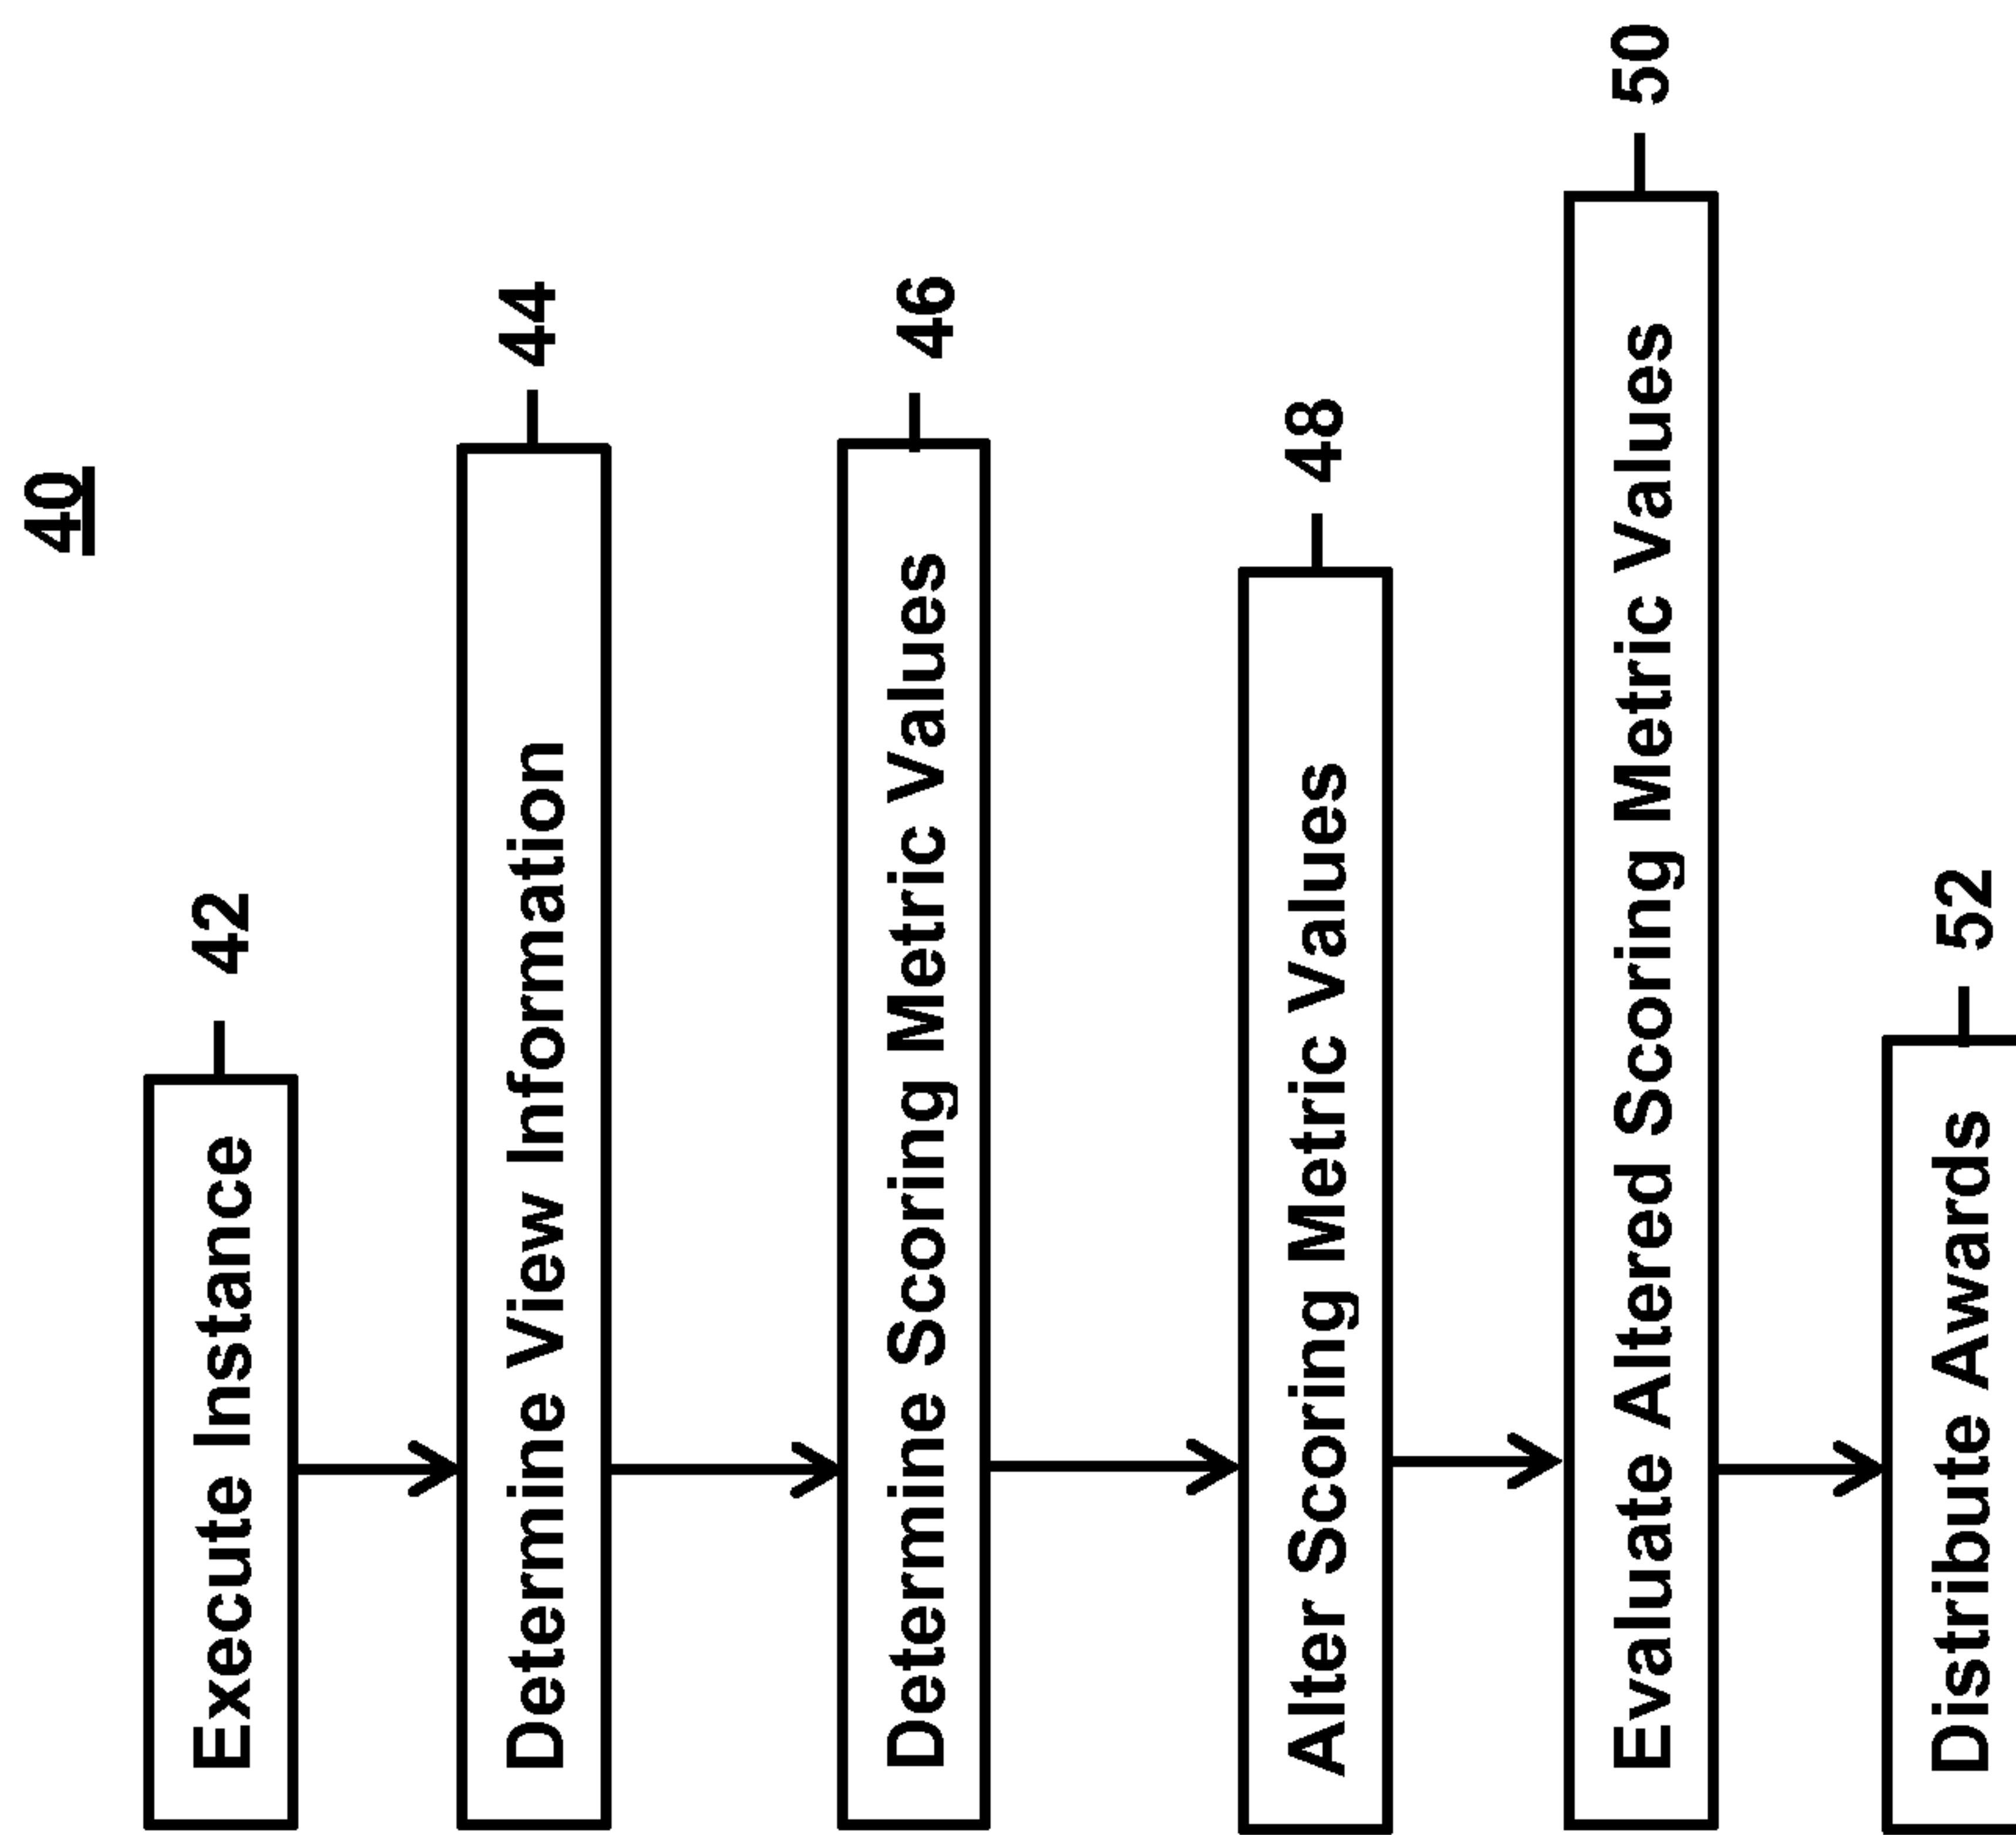 40
Execute Instance
42
Determine View Information
44
Determine Scoring Metric Values
46
Alter Scoring Metric Values
48
Evaluate Altered Scoring Metric Values
50
Distribute Awards
52